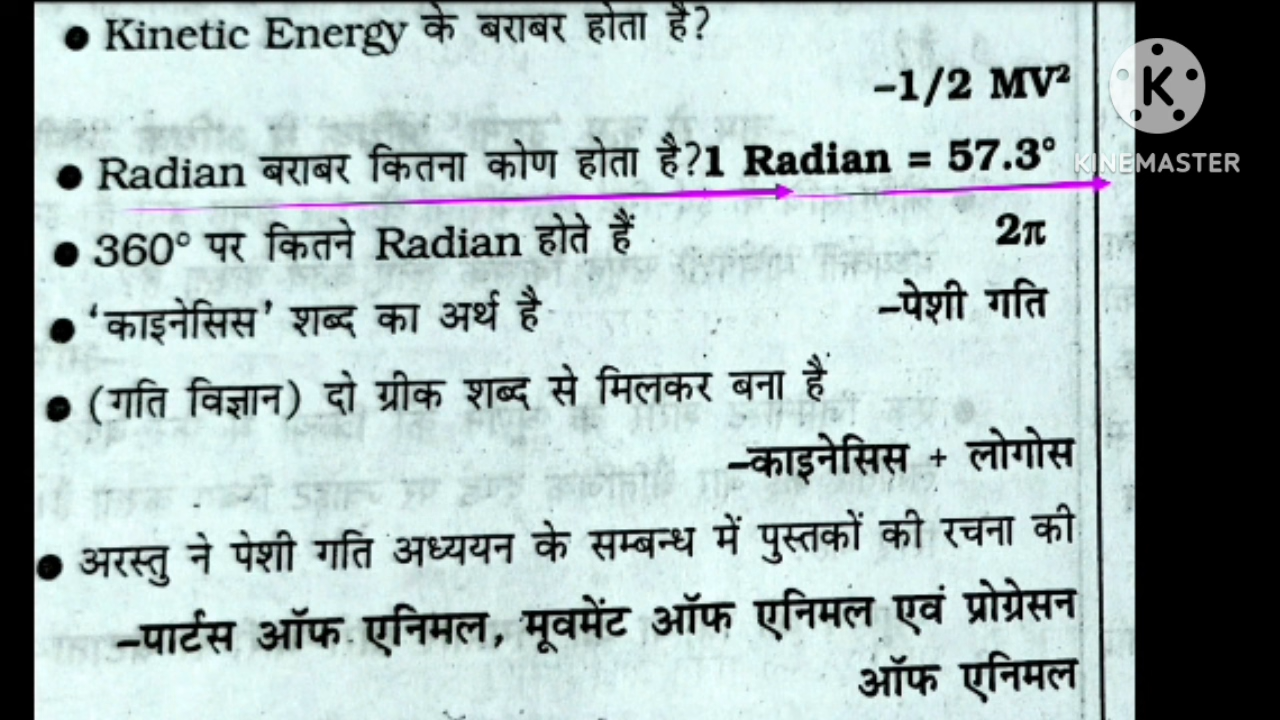 ● Kinetic Energy के बराबर होता है?
–1/2 MV²
● Radian बराबर कितना कोण होता है?1 Radian = 57.3°
● 360° पर कितने Radian होते हैं 2π
● ‘काइनेसिस’ शब्द का अर्थ है –पेशी गति
● (गति विज्ञान) दो ग्रीक शब्द से मिलकर बना है
–काइनेसिस + लोगोस
● अरस्तु ने पेशी गति अध्ययन के सम्बन्ध में पुस्तकों की रचना की
–पार्टस ऑफ एनिमल, मूवमेंट ऑफ एनिमल एवं प्रोग्रेसन
ऑफ एनिमल
K
KINEMASTER